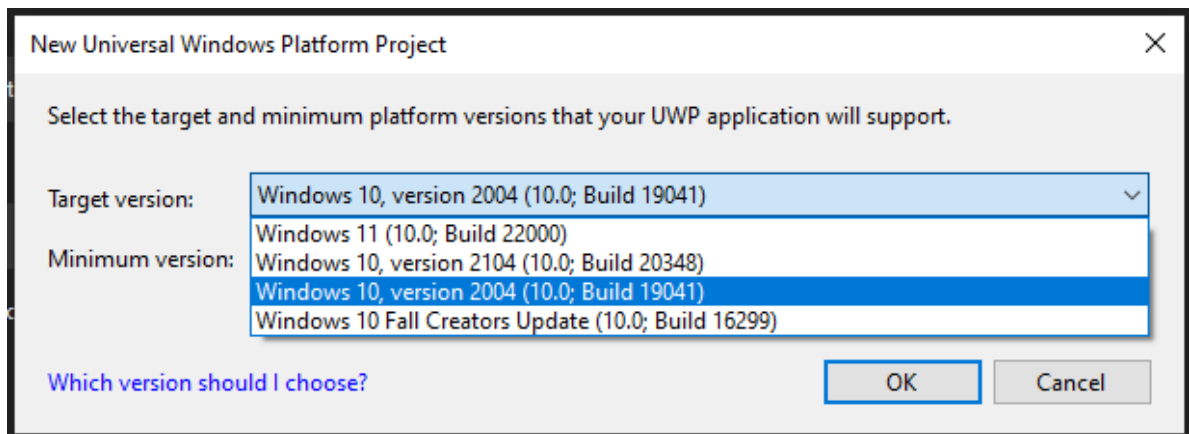 New Universal Windows Platform Project
Select the target and minimum platform versions that your UWP application will support.
Target version:
Windows 10, version 2004 (10.0; Build 19041)
Windows 11 (10.0; Build 22000)
Minimum version:
Windows 10, version 2104 (10.0; Build 20348)
Windows 10, version 2004 (10.0; Build 19041)
Windows 10 Fall Creators Update (10.0; Build 16299)
Which version should I choose?
OK
Cancel